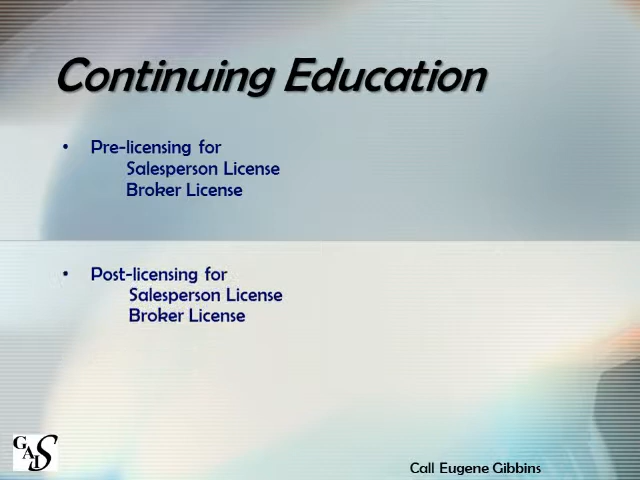 Continuing Education
• Pre-licensing for
Salesperson License
Broker License
• Post-licensing for
Salesperson License
Broker License
GAIS
Call Eugene Gibbins